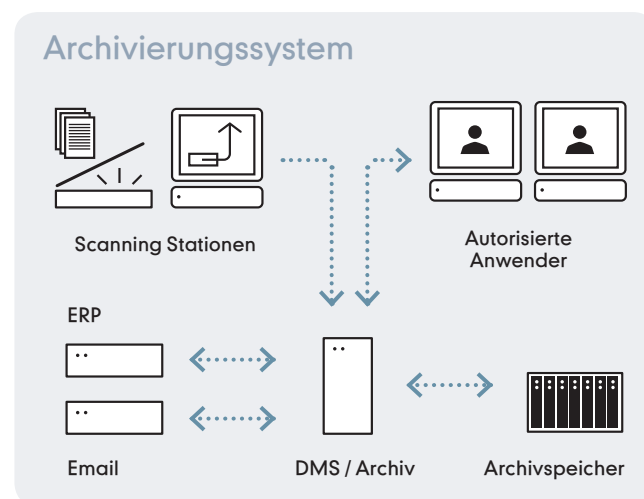 Archivierungssystem
Scanning Stationen
Autorisierte
Anwender
ERP
Email
DMS / Archiv
Archivspeicher